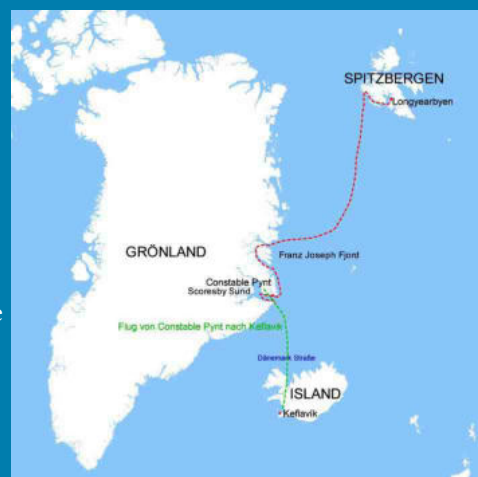 SPITZBERGEN
Longyearbyen
GRÖNLAND
Franz Joseph Fjord
Constable Pynt
Scoresby Sund
e
Flug von Constable Pynt nach Keflavik
Dänemark Straße
ISLAND
Keflavik